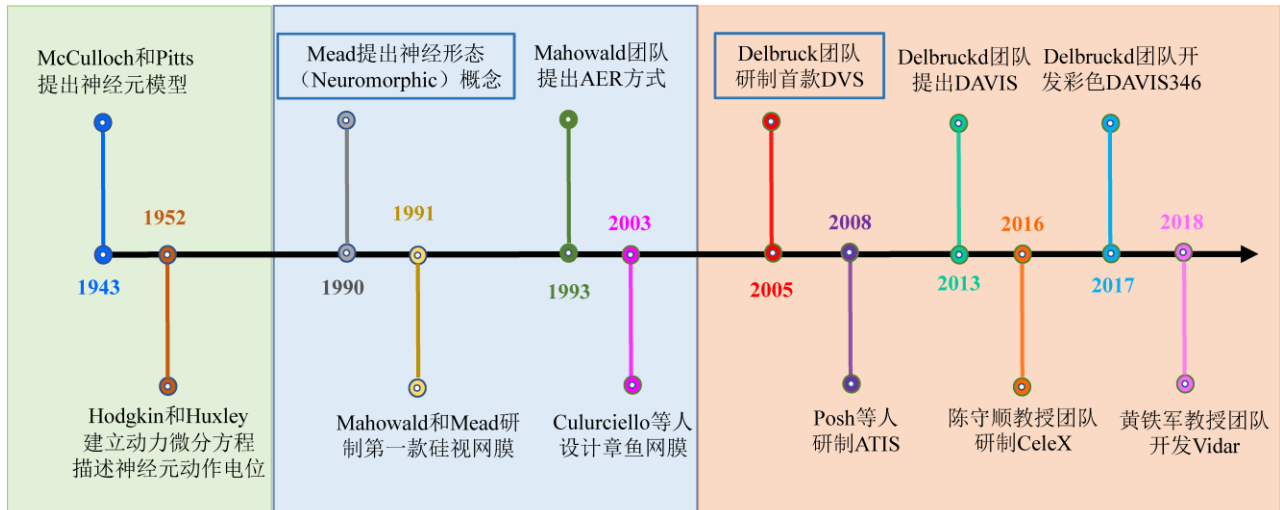 McCulloch和Pitts
提出神经元模型
Mead提出神经形态
（Neuromorphic）概念
Mahowald团队
提出AER方式
Delbruck团队
研制首款DVS
Delbruckd团队
提出DAVIS
Delbruckd团队开
发彩色DAVIS346
1952
1991
2003
2008
2016
2018
1943
1990
1993
2005
2013
2017
Hodgkin和Huxley
建立动力微分方程
描述神经元动作电位
Mahowald和Mead研
制第一款硅视网膜
Culurciello等人
设计章鱼网膜
Posh等人
研制ATIS
陈守顺教授团队
研制CeleX
黄铁军教授团队
开发Vidar